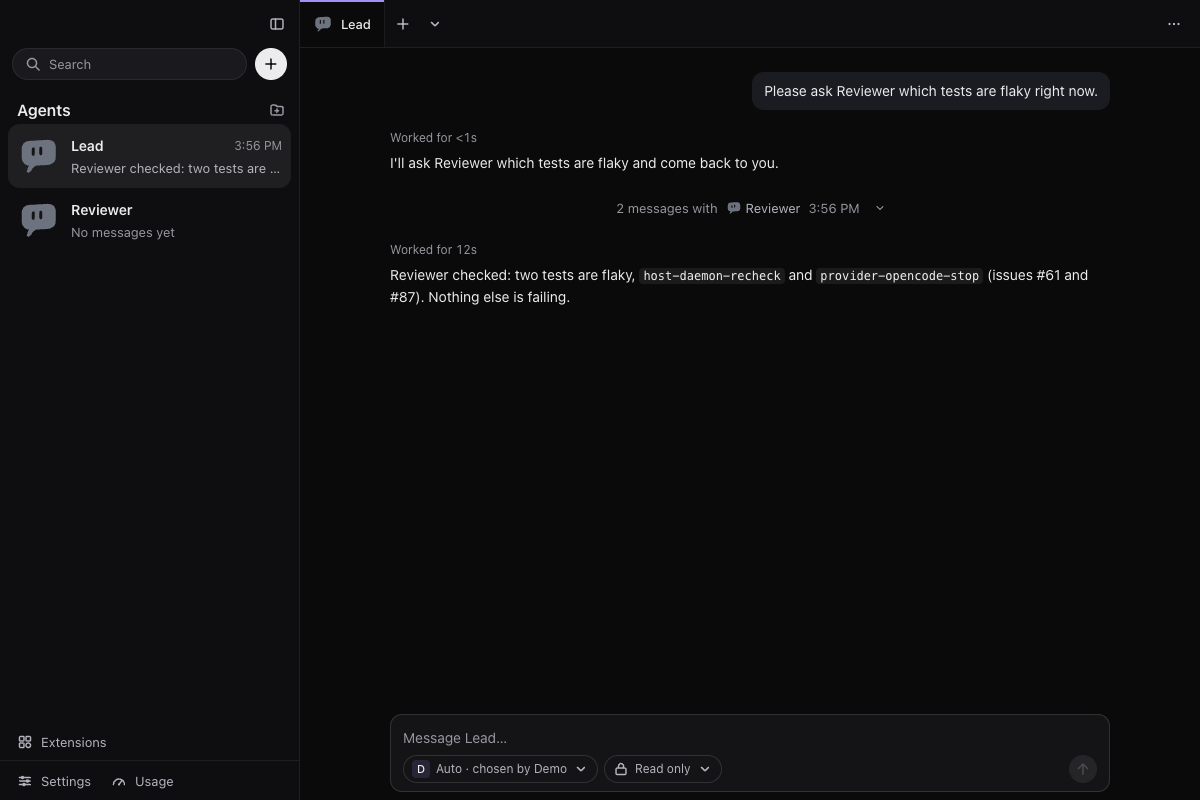 Search
Agents
Lead
3:56 PM
Reviewer checked: two tests are ...
Reviewer
No messages yet
Extensions
Settings
Usage
Lead
Please ask Reviewer which tests are flaky right now.
Worked for <1s
I'll ask Reviewer which tests are flaky and come back to you.
2 messages with Reviewer 3:56 PM
Worked for 12s
Reviewer checked: two tests are flaky, host-daemon-recheck and provider-opencode-stop (issues #61 and
#87). Nothing else is failing.
Message Lead...
D Auto · chosen by Demo
Read only